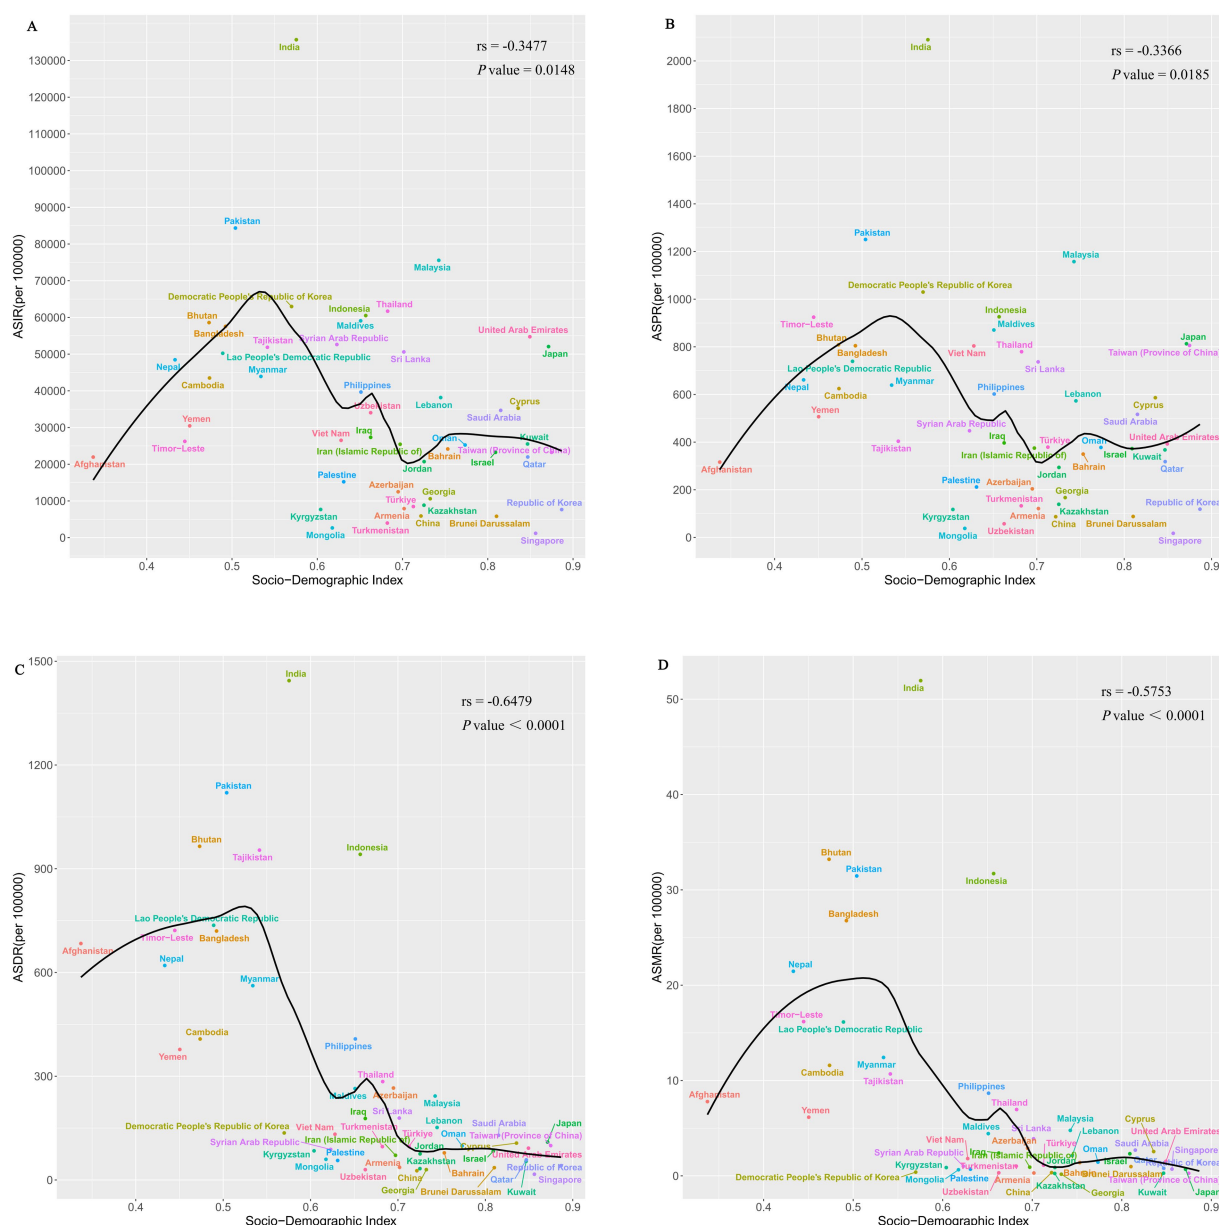 A
India
rs = -0.3477
P value = 0.0148
130000
120000
110000
100000
90000
80000
70000
60000
50000
40000
30000
20000
10000
0
ASIR(per 100000)
Pakistan
Malaysia
Democratic People's Republic of Korea
Thailand
Indonesia
Bhutan
Maldives
Bangladesh
United Arab Emirates
Tajikistan
Syrian Arab Republic
Japan
Lao People's Democratic Republic
Sri Lanka
Nepal
Myanmar
Cambodia
Philippines
Lebanon
Cyprus
Uzbekistan
Saudi Arabia
Yemen
Viet Nam
Iraq
Oman
Kuwait
Timor−Leste
Iran (Islamic Republic of)
Taiwan (Province of China)
Bahrain
Afghanistan
Jordan
Israel
Qatar
Palestine
Azerbaijan
Georgia
Türkiye
Republic of Korea
Kyrgyzstan
Armenia
Kazakhstan
China
Brunei Darussalam
Mongolia
Turkmenistan
Singapore
0.4 0.5 0.6 0.7 0.8 0.9
Socio−Demographic Index
B
India
rs = -0.3366
P value = 0.0185
2000
1800
1600
1400
1200
1000
800
600
400
200
0
ASPR(per 100000)
Pakistan
Malaysia
Democratic People's Republic of Korea
Timor−Leste
Indonesia
Maldives
Bhutan
Japan
Bangladesh
Viet Nam
Thailand
Taiwan (Province of China
Lao People's Democratic Republic
Sri Lanka
Nepal
Myanmar
Cambodia
Philippines
Lebanon
Yemen
Cyprus
Syrian Arab Republic
Saudi Arabia
Tajikistan
Iraq
Türkiye
Oman
United Arab Emirates
Iran (Islamic Republic of)
Israel
Kuwait
Afghanistan
Bahrain
Qatar
Jordan
Palestine
Azerbaijan
Georgia
Turkmenistan
Republic of Korea
Kyrgyzstan
Armenia
Kazakhstan
Uzbekistan
China
Brunei Darussalam
Mongolia
Singapore
0.4 0.5 0.6 0.7 0.8 0.9
Socio−Demographic Index
C
India
rs = -0.6479
P value < 0.0001
1500
1200
900
600
300
0
ASDR(per 100000)
Pakistan
Bhutan
Tajikistan
Indonesia
Lao People's Democratic Republic
Timor−Leste
Bangladesh
Afghanistan
Nepal
Myanmar
Cambodia
Yemen
Philippines
Thailand
Maldives
Azerbaijan
Malaysia
Iraq
Sri Lanka
Lebanon
Saudi Arabia
Japan
Democratic People's Republic of Korea
Viet Nam
Turkmenistan
Türkiye
Taiwan (Province of China)
Syrian Arab Republic
Iran (Islamic Republic of)
Jordan
Oman
Cyprus
Kyrgyzstan
Palestine
Israel
United Arab Emirates
Mongolia
Armenia
Kazakhstan
Republic of Korea
Uzbekistan
China
Bahrain
Qatar
Singapore
Georgia
Brunei Darussalam
Kuwait
0.4 0.5 0.6 0.7 0.8 0.9
Socio−Demographic Index
D
India
rs = -0.5753
P value < 0.0001
50
40
30
20
10
0
ASMR(per 100000)
Bhutan
Pakistan
Indonesia
Bangladesh
Nepal
Timor−Leste
Lao People's Democratic Republic
Myanmar
Cambodia
Tajikistan
Afghanistan
Philippines
Yemen
Thailand
Maldives
Sri Lanka
Malaysia
Cyprus
Lebanon
United Arab Emirates
Viet Nam
Azerbaijan
Türkiye
Saudi Arabia
Syrian Arab Republic
Iraq
Iran (Islamic Republic of)
Oman
Qatar
Singapore
Kyrgyzstan
Turkmenistan
Jordan
Israel
Republic of Korea
Democratic People's Republic of Korea
Mongolia
Palestine
Armenia
Bahrain
Brunei Darussalam
Taiwan (Province of China
Uzbekistan
China
Kazakhstan
Georgia
Kuwait
Japan
0.4 0.5 0.6 0.7 0.8 0.9
Socio−Demographic Index